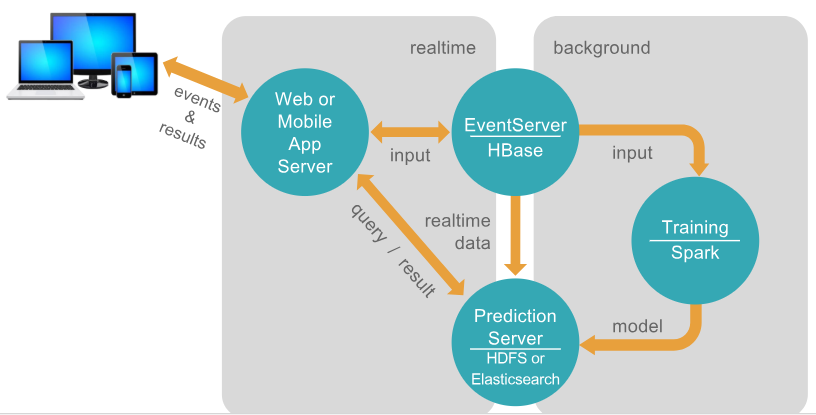 realtime
background
events
&
results
Web or
Mobile
App
Server
input
EventServer
HBase
input
query / result
realtime
data
Training
Spark
Prediction
Server
HDFS or
Elasticsearch
model